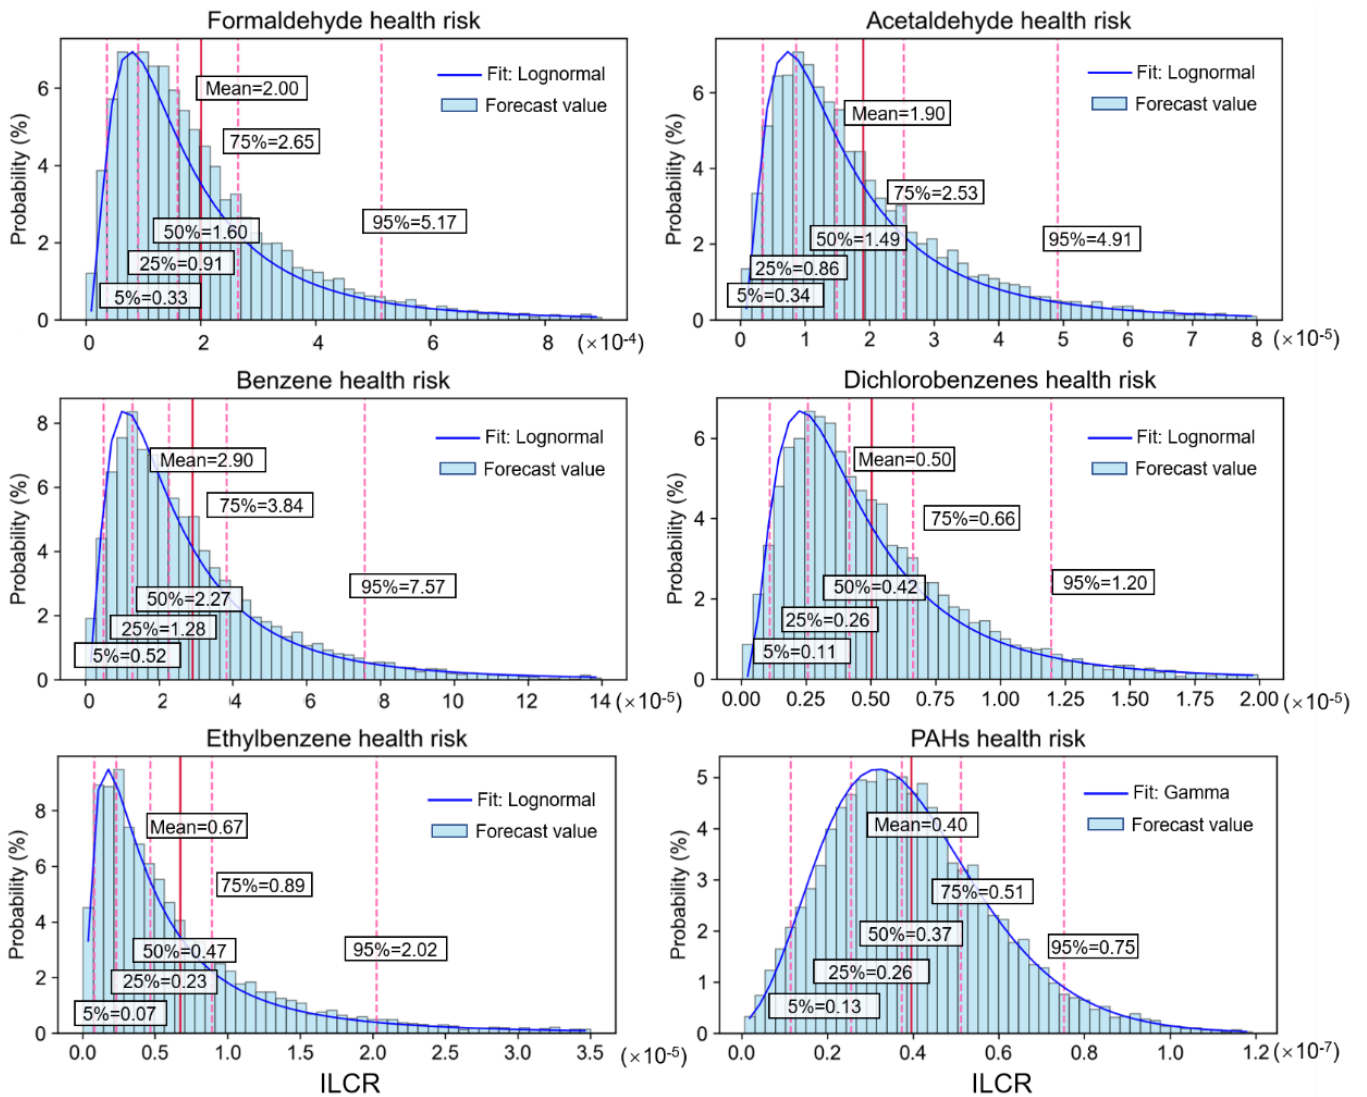 Formaldehyde health risk
Probability (%)
6
4
2
0
Fit: Lognormal
Forecast value
Mean=2.00
75%=2.65
95%=5.17
50%=1.60
25%=0.91
5%=0.33
0 2 4 6 8 (×10-4)
Acetaldehyde health risk
Probability (%)
6
4
2
0
Fit: Lognormal
Forecast value
Mean=1.90
75%=2.53
50%=1.49
95%=4.91
25%=0.86
5%=0.34
0 1 2 3 4 5 6 7 8 (×10-5)
Benzene health risk
Probability (%)
8
6
4
2
0
Fit: Lognormal
Forecast value
Mean=2.90
75%=3.84
95%=7.57
50%=2.27
25%=1.28
5%=0.52
0 2 4 6 8 10 12 14 (×10-5)
Dichlorobenzenes health risk
Probability (%)
6
4
2
0
Fit: Lognormal
Forecast value
Mean=0.50
75%=0.66
95%=1.20
50%=0.42
25%=0.26
5%=0.11
0.00 0.25 0.50 0.75 1.00 1.25 1.50 1.75 2.00 (×10-5)
Ethylbenzene health risk
Probability (%)
8
6
4
2
0
Fit: Lognormal
Forecast value
Mean=0.67
75%=0.89
50%=0.47
95%=2.02
25%=0.23
5%=0.07
0.0 0.5 1.0 1.5 2.0 2.5 3.0 3.5 (×10-5)
ILCR
PAHs health risk
Probability (%)
5
4
3
2
1
0
Fit: Gamma
Forecast value
Mean=0.40
75%=0.51
50%=0.37
95%=0.75
25%=0.26
5%=0.13
0.0 0.2 0.4 0.6 0.8 1.0 1.2 (×10-7)
ILCR